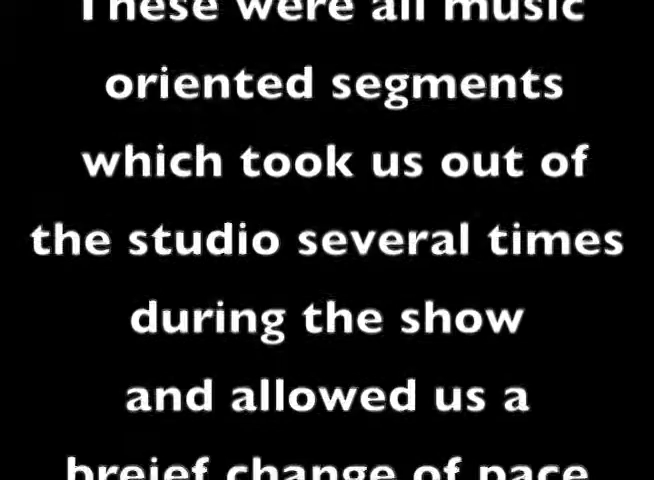 These were all music
oriented segments
which took us out of
the studio several times
during the show
and allowed us a
breief change of pace